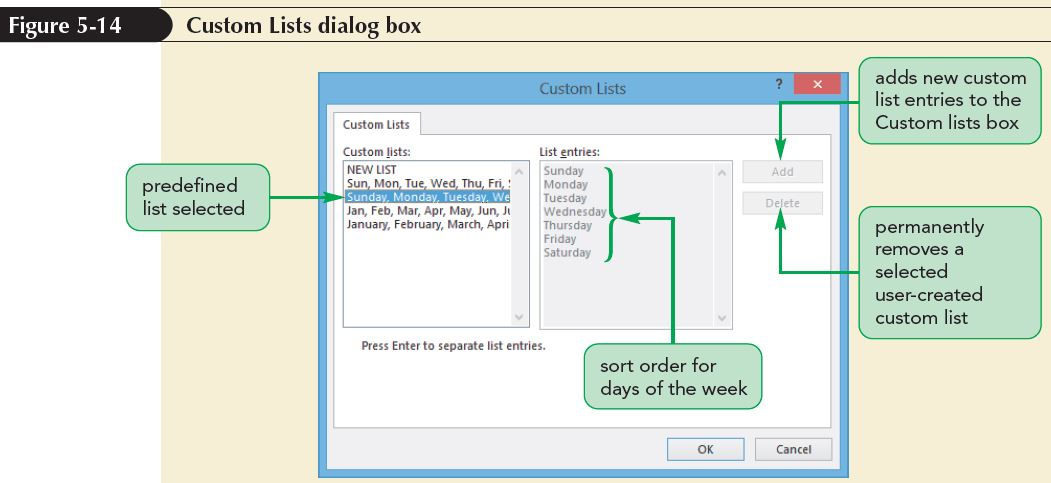 Figure 5-14
Custom Lists dialog box
Custom Lists
?
Custom Lists
Custom lists:
NEW LIST
Sun, Mon, Tue, Wed, Thu, Fri,
Sunday, Monday, Tuesday, We
Jan, Feb, Mar, Apr, May, Jun, Ju
January, February, March, Apri
List entries:
Sunday
Monday
Tuesday
Wednesday
Thursday
Friday
Saturday
Add
Delete
Press Enter to separate list entries.
OK
Cancel
predefined
list selected
adds new custom
list entries to the
Custom lists box
permanently
removes a
selected
user-created
custom list
sort order for
days of the week